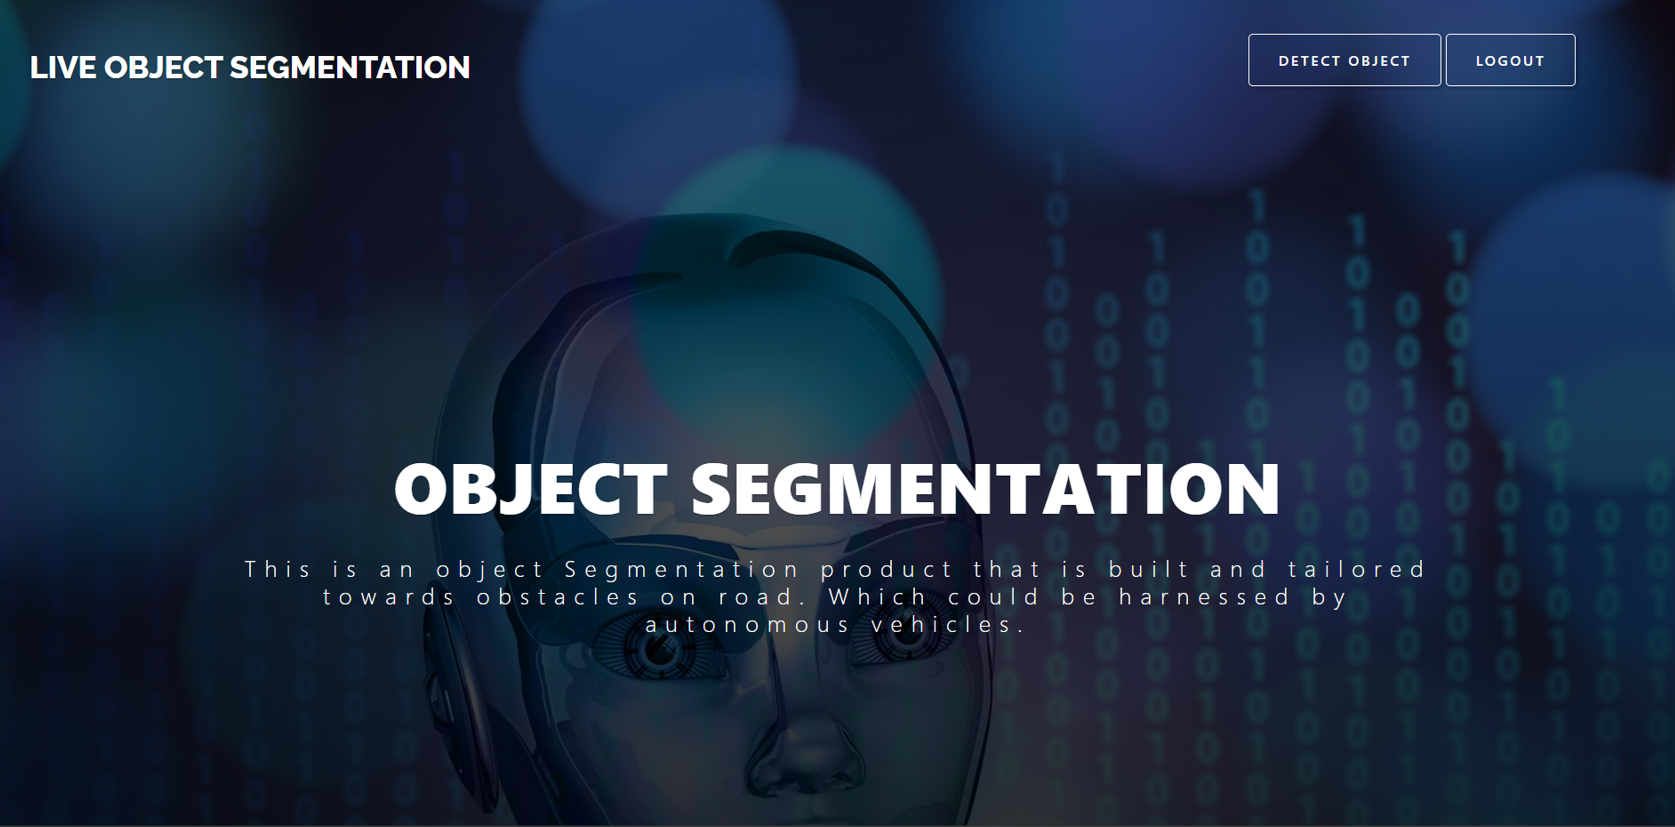 LIVE OBJECT SEGMENTATION
DETECT OBJECT
LOGOUT
OBJECT SEGMENTATION
This is an object Segmentation product that is built and tailored
towards obstacles on road. Which could be harnessed by
autonomous vehicles.